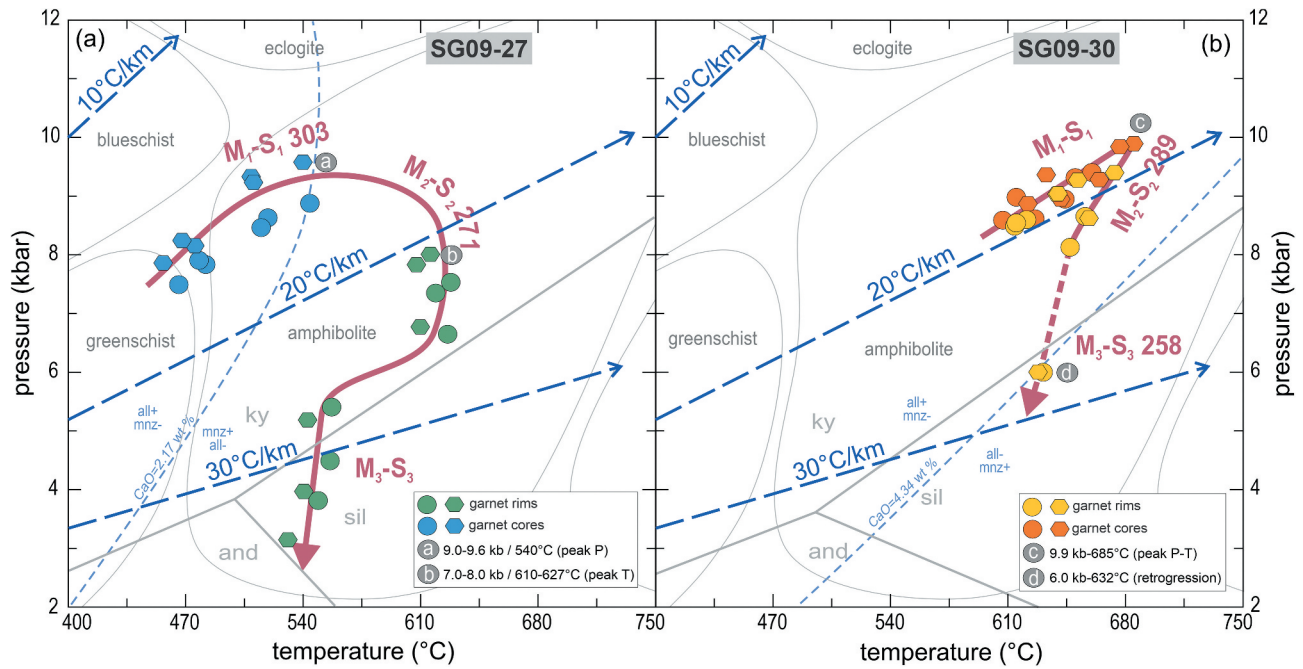 (a)
SG09-27
eclogite
10°C/km
blueschist
M₁-S₁ 303
a
M₂-S₂ 271
b
20°C/km
greenschist
amphibolite
all+
mnz-
mnz+
all-
CaO=2.17 wt %
ky
30°C/km
M₃-S₃
sil
and
garnet rims
garnet cores
a 9.0-9.6 kb / 540°C (peak P)
b 7.0-8.0 kb / 610-627°C (peak T)
12
10
8
6
4
2
pressure (kbar)
400
470
540
610
temperature (°C)
(b)
SG09-30
eclogite
10°C/km
blueschist
c
M₁-S₁
M₂-S₂ 289
20°C/km
greenschist
amphibolite
M₃-S₃ 258
d
ky
all+
mnz-
all-
mnz+
30°C/km
CaO=4.34 wt %
sil
and
garnet rims
garnet cores
c 9.9 kb-685°C (peak P-T)
d 6.0 kb-632°C (retrogression)
12
10
8
6
4
2
pressure (kbar)
750
470
540
610
680
750
temperature (°C)